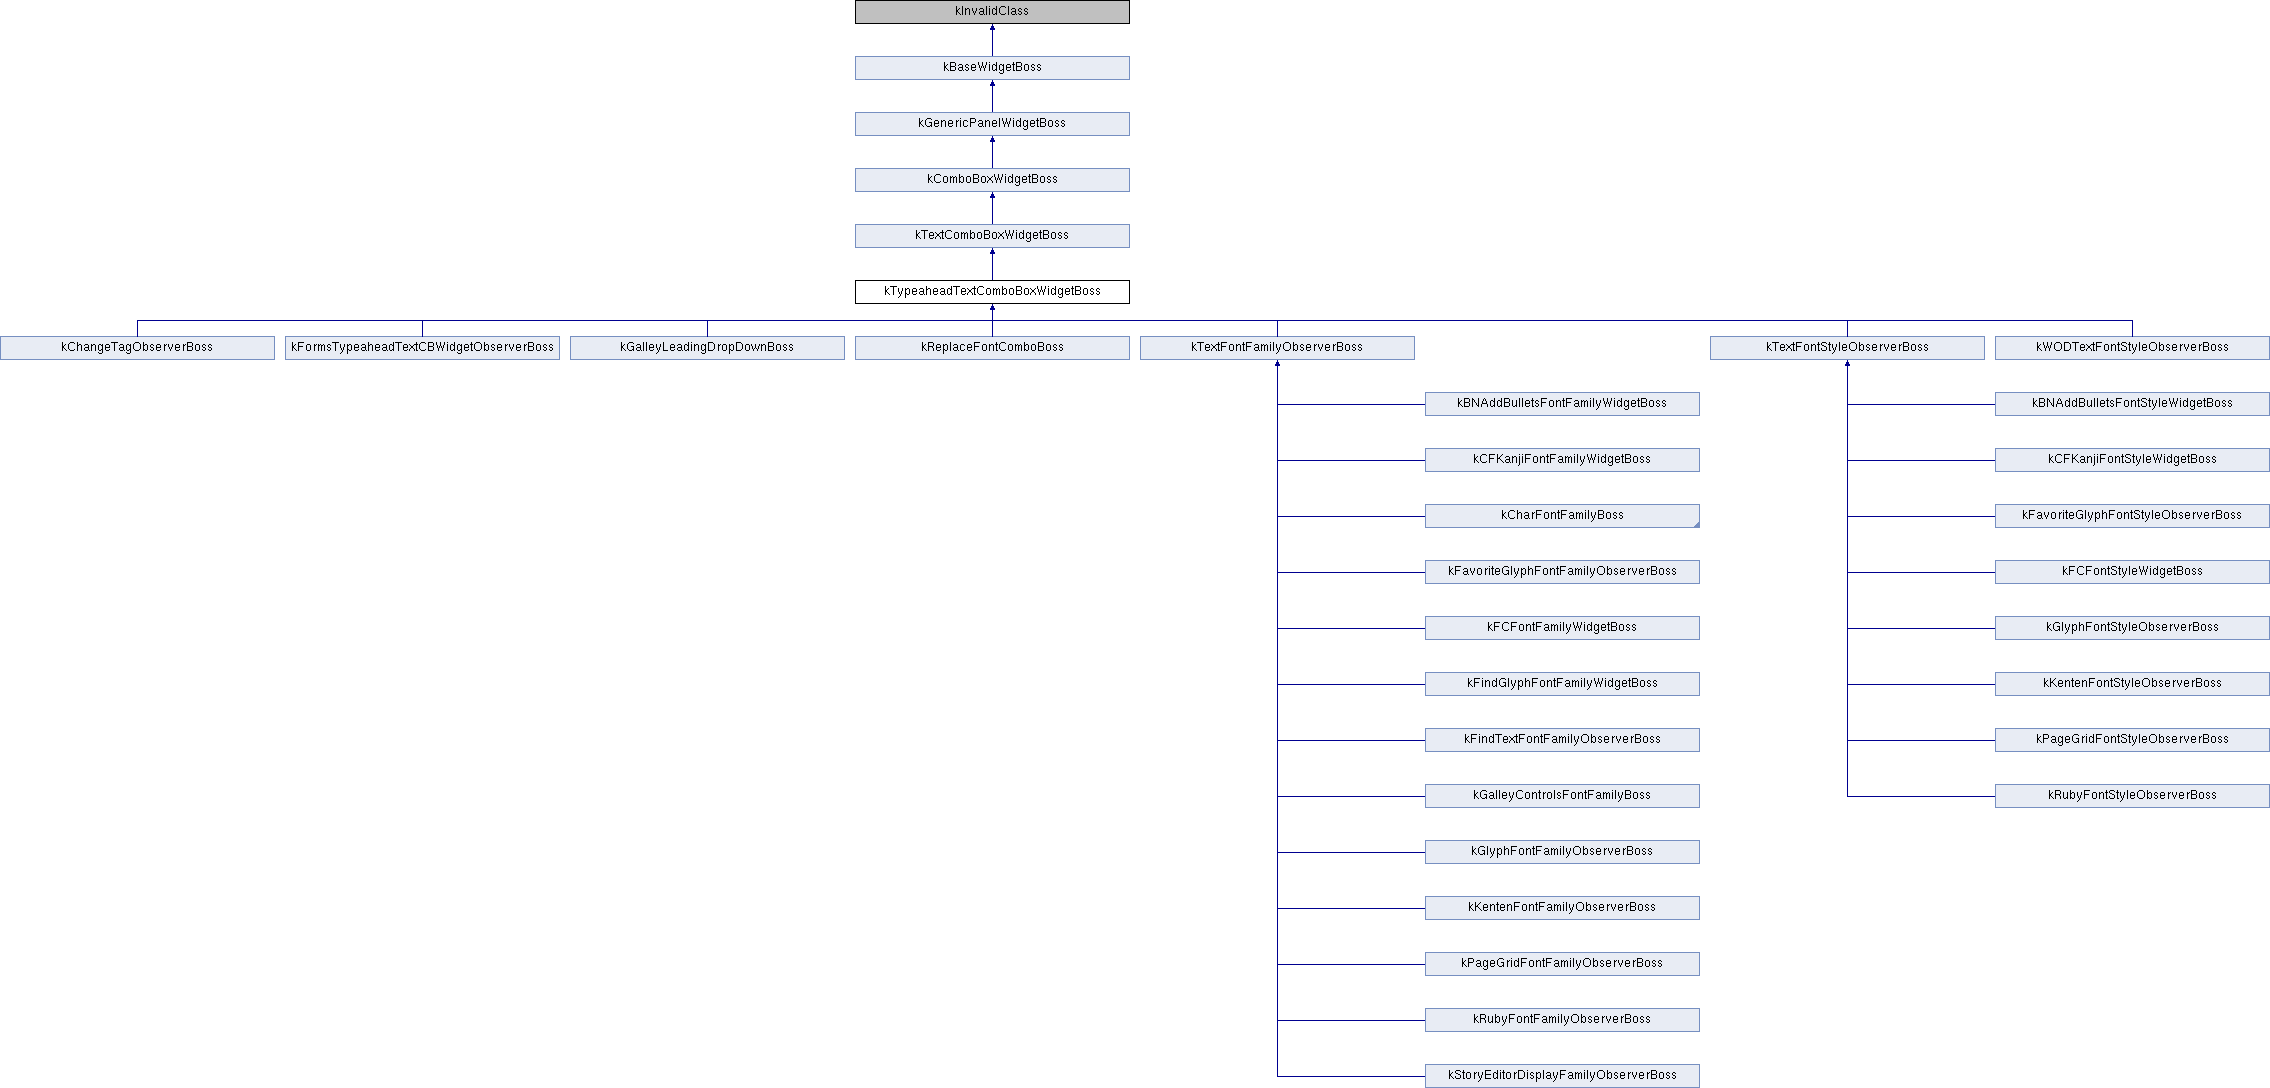 kInvalidClass
kBaseWidgetBoss
kGenericPanelWidgetBoss
kComboBoxWidgetBoss
kTextComboBoxWidgetBoss
kTypeaheadTextComboBoxWidgetBoss
kChangeTagObserverBoss
kFormsTypeaheadTextCBWidgetObserverBoss
kGalleyLeadingDropDownBoss
kReplaceFontComboBoss
kTextFontFamilyObserverBoss
kTextFontStyleObserverBoss
kWODTextFontStyleObserverBoss
kBNAddBulletsFontFamilyWidgetBoss
kBNAddBulletsFontStyleWidgetBoss
kCFKanjiFontFamilyWidgetBoss
kCFKanjiFontStyleWidgetBoss
kCharFontFamilyBoss
kFavoriteGlyphFontStyleObserverBoss
kFavoriteGlyphFontFamilyObserverBoss
kFCFontStyleWidgetBoss
kFCFontFamilyWidgetBoss
kGlyphFontStyleObserverBoss
kFindGlyphFontFamilyWidgetBoss
kKentenFontStyleObserverBoss
kFindTextFontFamilyObserverBoss
kPageGridFontStyleObserverBoss
kGalleyControlsFontFamilyBoss
kRubyFontStyleObserverBoss
kGlyphFontFamilyObserverBoss
kKentenFontFamilyObserverBoss
kPageGridFontFamilyObserverBoss
kRubyFontFamilyObserverBoss
kStoryEditorDisplayFamilyObserverBoss